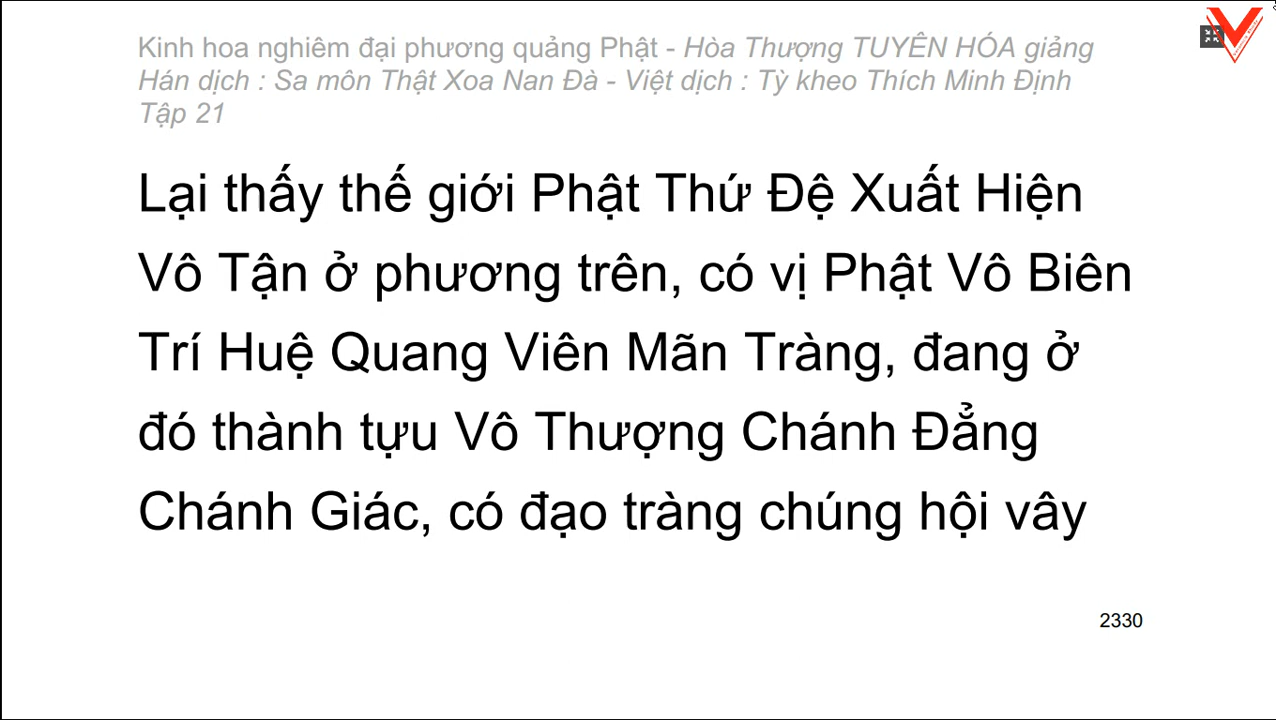 Kinh hoa nghiêm đại phương quảng Phật - Hòa Thượng TUYÊN HÓA giảng
Hán dịch : Sa môn Thật Xoa Nan Đà - Việt dịch : Tỳ kheo Thích Minh Định
Tập 21
Lại thấy thế giới Phật Thứ Đệ Xuất Hiện
Vô Tận ở phương trên, có vị Phật Vô Biên
Trí Huệ Quang Viên Mãn Tràng, đang ở
đó thành tựu Vô Thượng Chánh Đẳng
Chánh Giác, có đạo tràng chúng hội vây
2330